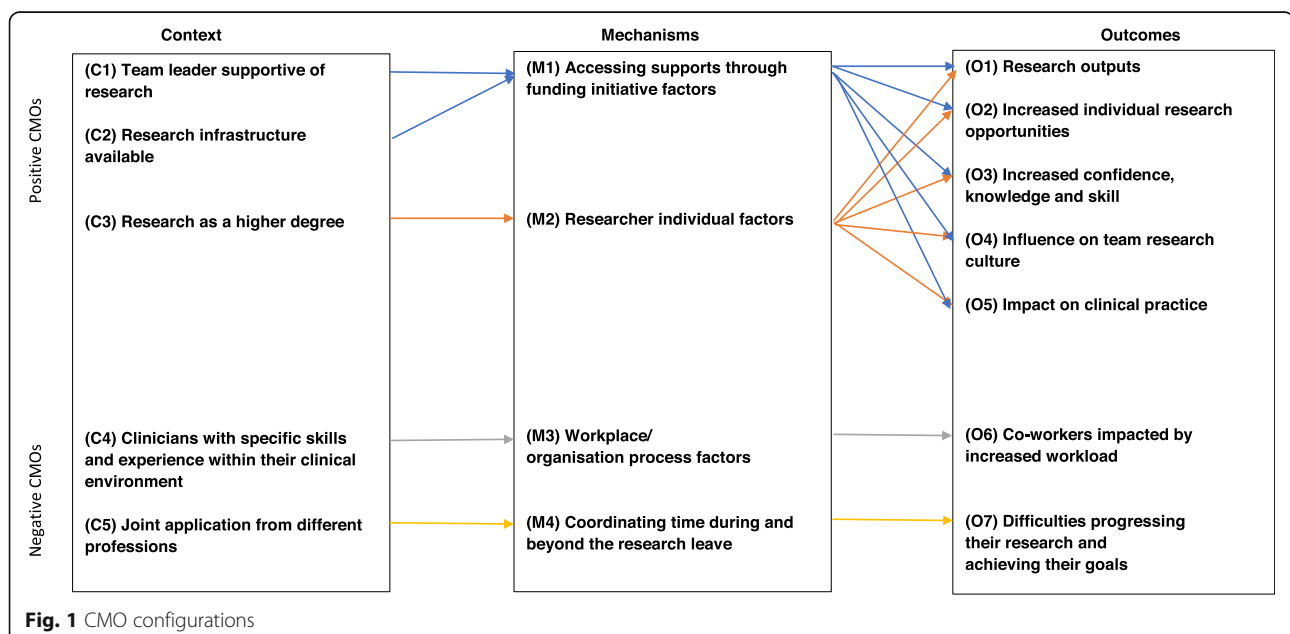 Context
Mechanisms
Outcomes
Positive CMOs
Negative CMOs
(C1) Team leader supportive of
research
(C2) Research infrastructure
available
(C3) Research as a higher degree
(C4) Clinicians with specific skills
and experience within their clinical
environment
(C5) Joint application from different
professions
(M1) Accessing supports through
funding initiative factors
(M2) Researcher individual factors
(M3) Workplace/
organisation process factors
(M4) Coordinating time during and
beyond the research leave
(O1) Research outputs
(O2) Increased individual research
opportunities
(O3) Increased confidence,
knowledge and skill
(O4) Influence on team research
culture
(O5) Impact on clinical practice
(O6) Co-workers impacted by
increased workload
(O7) Difficulties progressing
their research and
achieving their goals
Fig. 1 CMO configurations